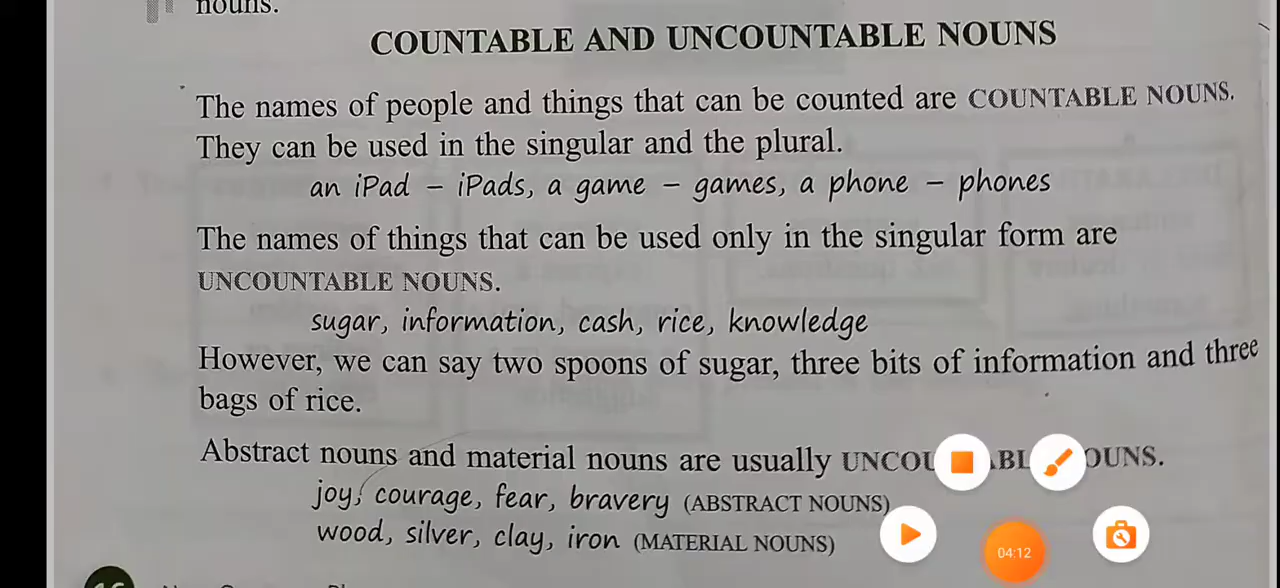 nouns.
COUNTABLE AND UNCOUNTABLE NOUNS
The names of people and things that can be counted are COUNTABLE NOUNS.
They can be used in the singular and the plural.
an iPad – iPads, a game – games, a phone – phones
The names of things that can be used only in the singular form are
UNCOUNTABLE NOUNS.
sugar, information, cash, rice, knowledge
However, we can say two spoons of sugar, three bits of information and three
bags of rice.
Abstract nouns and material nouns are usually
joy, courage, fear, bravery (ABSTRACT NOUNS)
wood, silver, clay, iron (MATERIAL NOUNS)
04:12